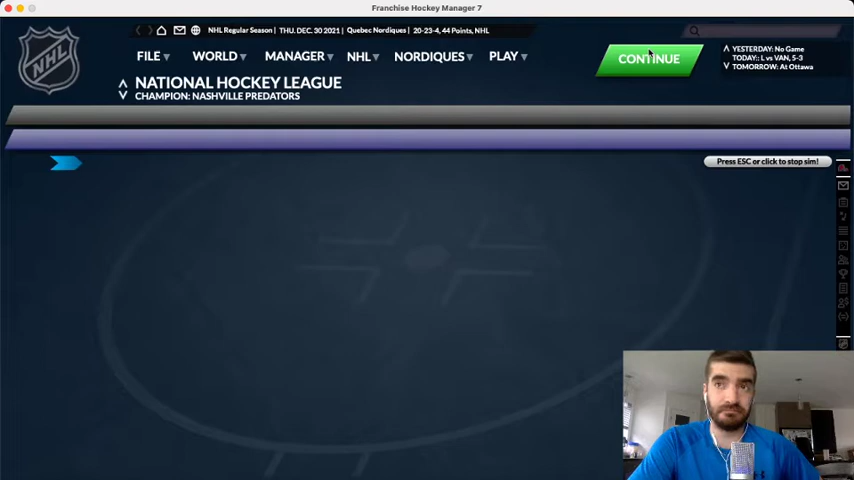 Franchise Hockey Manager 7
NHL Regular Season | THU. DEC. 30 2021 | Quebec Nordiques | 20-23-4, 44 Points, NHL
FILE WORLD MANAGER NHL NORDIQUES PLAY
CONTINUE
YESTERDAY: No Game
TODAY:: L vs VAN, 5-3
TOMORROW: At Ottawa
NHL
NATIONAL HOCKEY LEAGUE
CHAMPION: NASHVILLE PREDATORS
Press ESC or click to stop sim!